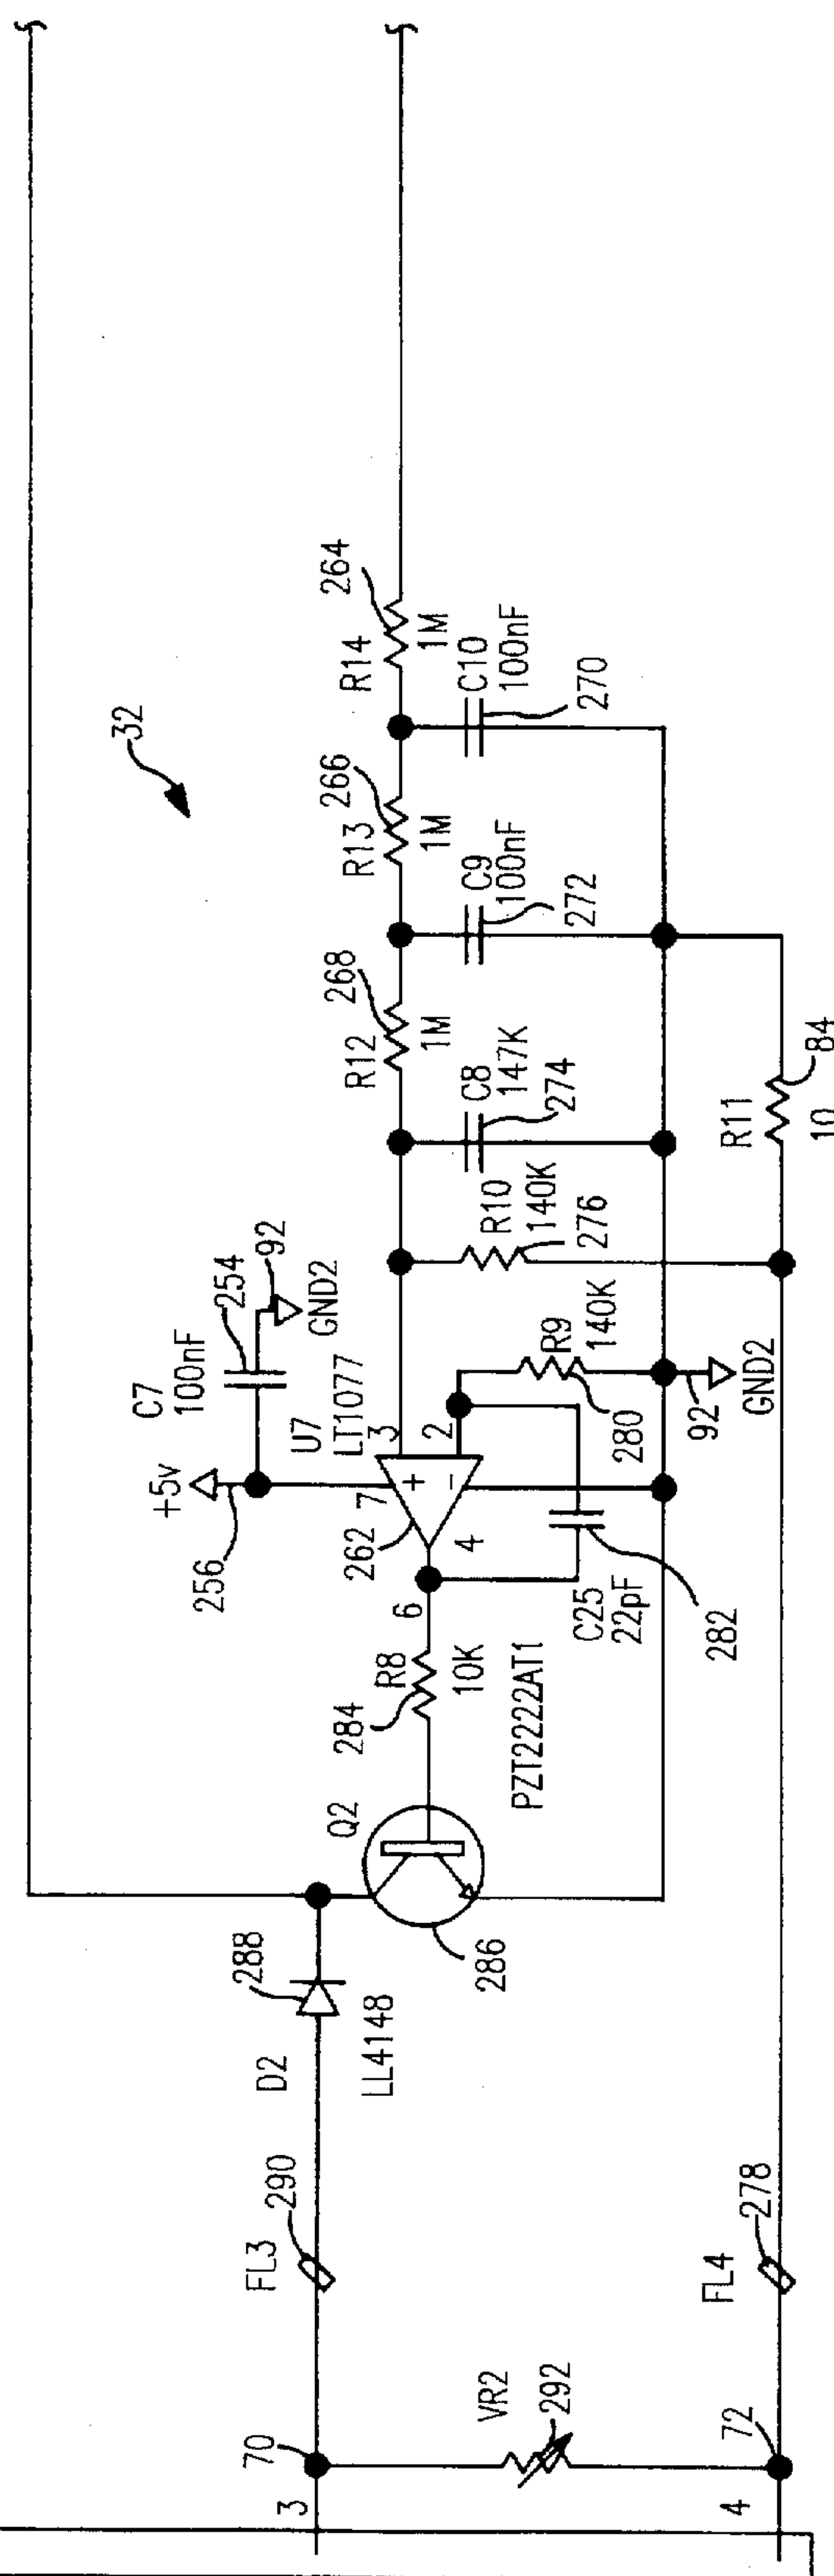 32
264
R14
1M
C10
100nF
270
266
R13
1M
C9
100nF
272
268
R12
1M
C8
147K
274
R10
140K
276
R11
10
84
C7
100nF
254
92
GND2
+5v
256
U7
LT1077
3
2
7
4
6
262
R9
140K
280
92
GND2
C25
22pF
282
R8
10K
284
PZT2222AT1
Q2
286
288
D2
LL4148
FL3
290
FL4
278
VR2
292
70
3
72
4